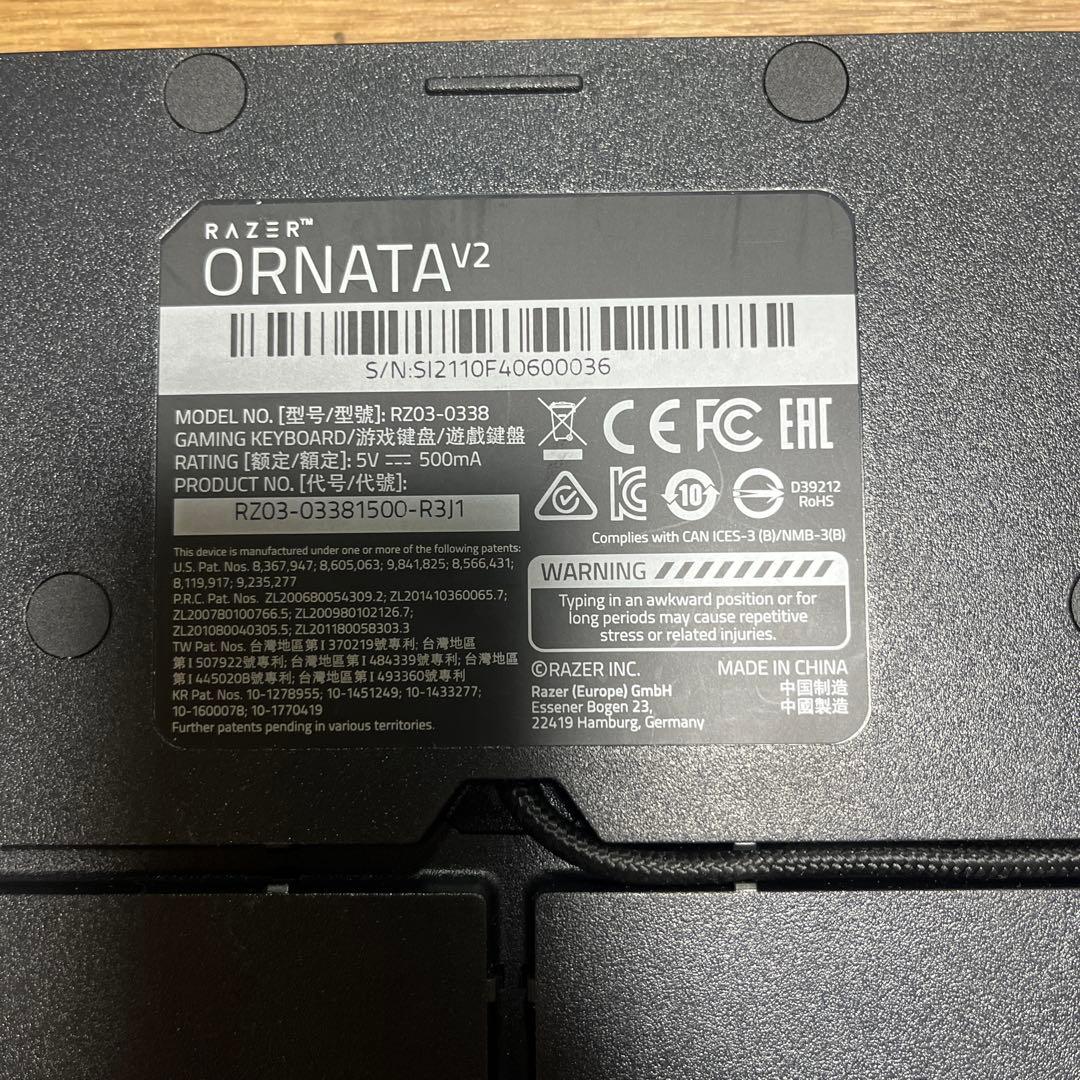 RAZER™
ORNATA V2
S/N:SI2110F40600036
MODEL NO. [型号/型號]: RZ03-0338
GAMING KEYBOARD/游戏键盘/遊戲鍵盤
RATING [额定/額定]: 5V ⎓ 500mA
PRODUCT NO. [代号/代號]:
RZ03-03381500-R3J1
This device is manufactured under one or more of the following patents:
U.S. Pat. Nos. 8,367,947; 8,605,063; 9,841,825; 8,566,431;
8,119,917; 9,235,277
P.R.C. Pat. Nos. ZL200680054309.2; ZL201410360065.7;
ZL200780100766.5; ZL200980102126.7;
ZL201080040305.5; ZL201180058303.3
TW Pat. Nos. 台灣地區第I370219號專利; 台灣地區
第I507922號專利; 台灣地區第I484339號專利; 台灣地區
第I445020B號專利; 台灣地區第I493360號專利
KR Pat. Nos. 10-1278955; 10-1451249; 10-1433277;
10-1600078; 10-1770419
Further patents pending in various territories.
CE FC EAC
10
D39212
RoHS
Complies with CAN ICES-3 (B)/NMB-3(B)
WARNING
Typing in an awkward position or for
long periods may cause repetitive
stress or related injuries.
©RAZER INC.
Razer (Europe) GmbH
Essener Bogen 23,
22419 Hamburg, Germany
MADE IN CHINA
中国制造
中國製造